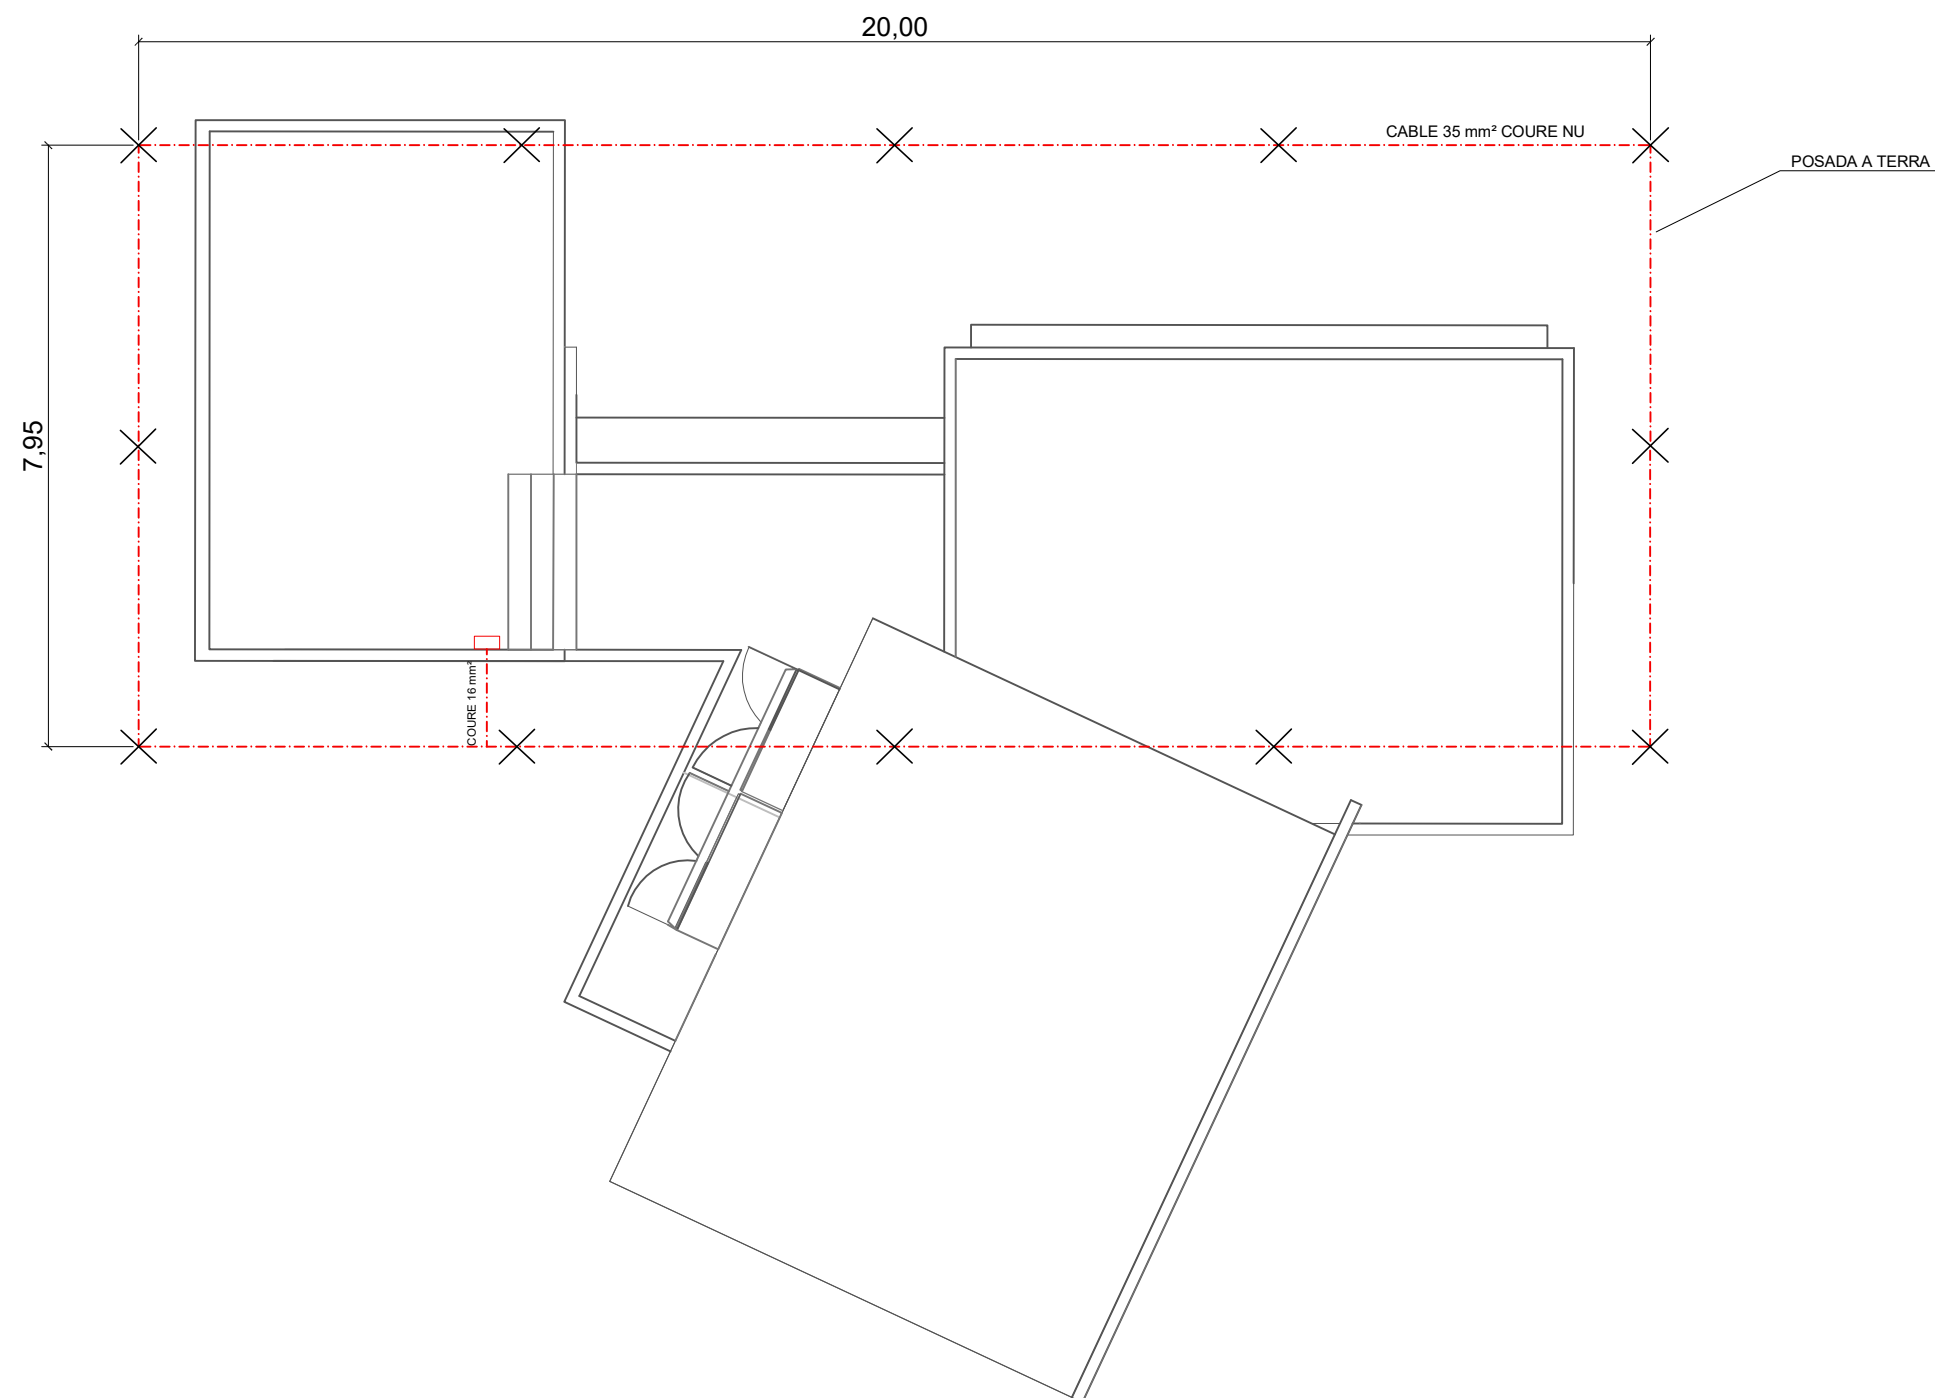 20,00
CABLE 35 mm² COURE NU
POSADA A TERRA
7,95
COURE 16 mm²